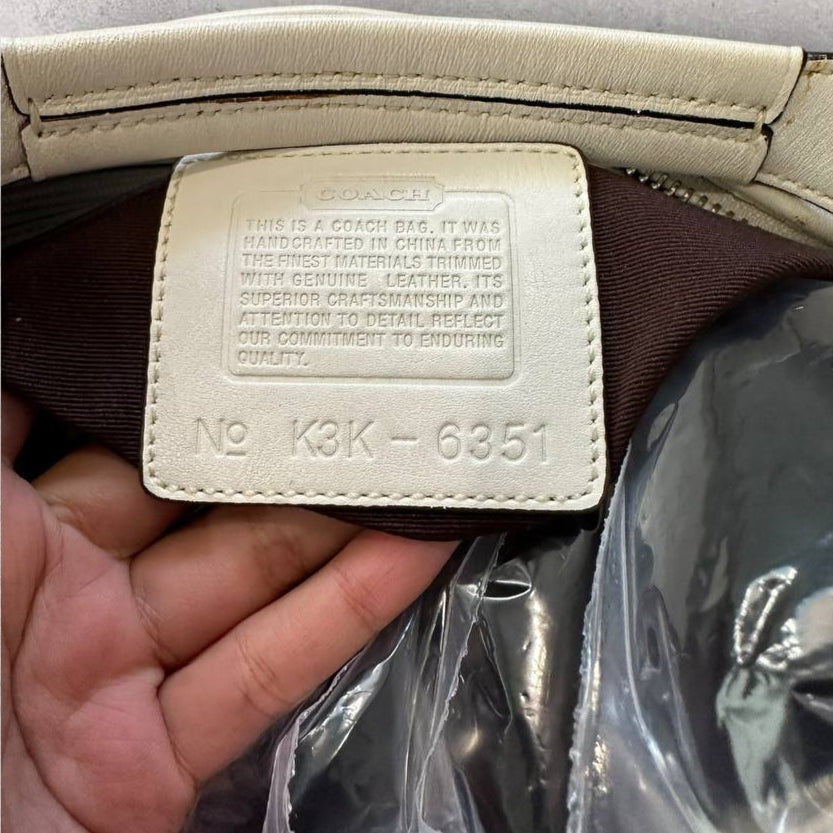 COACH
THIS IS A COACH BAG. IT WAS
HANDCRAFTED IN CHINA FROM
THE FINEST MATERIALS TRIMMED
WITH GENUINE LEATHER. ITS
SUPERIOR CRAFTSMANSHIP AND
ATTENTION TO DETAIL REFLECT
OUR COMMITMENT TO ENDURING
QUALITY.
No K3K - 6351